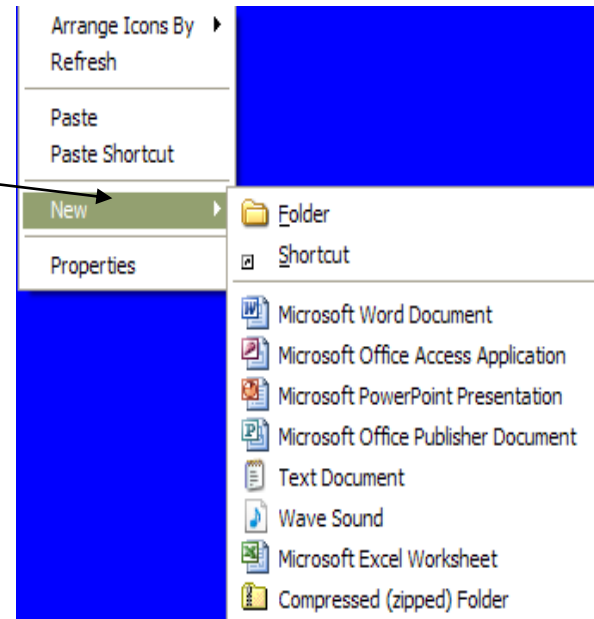 Arrange Icons By
Refresh
Paste
Paste Shortcut
New
Properties
Folder
Shortcut
Microsoft Word Document
Microsoft Office Access Application
Microsoft PowerPoint Presentation
Microsoft Office Publisher Document
Text Document
Wave Sound
Microsoft Excel Worksheet
Compressed (zipped) Folder